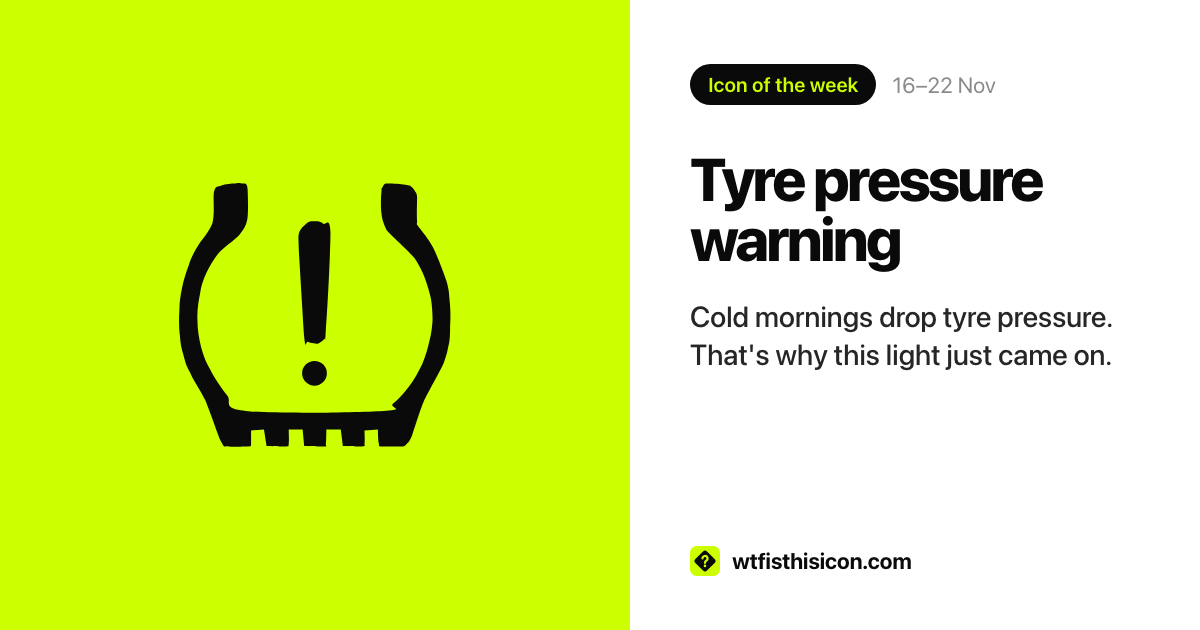 Icon of the week
16–22 Nov
Tyre pressure
warning
Cold mornings drop tyre pressure.
That's why this light just came on.
wtfisthisicon.com